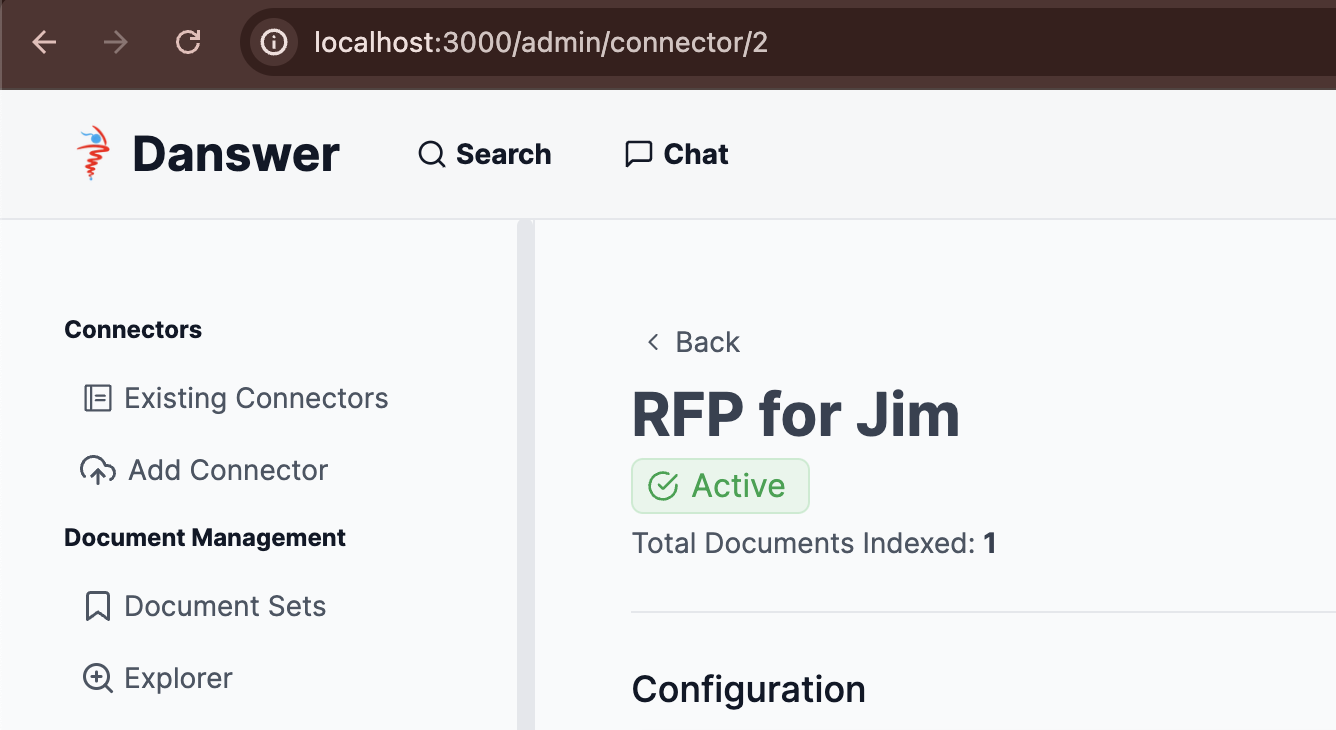 localhost:3000/admin/connector/2
Danswer
Search
Chat
Connectors
Existing Connectors
Add Connector
Document Management
Document Sets
Explorer
Back
RFP for Jim
Active
Total Documents Indexed: 1
Configuration